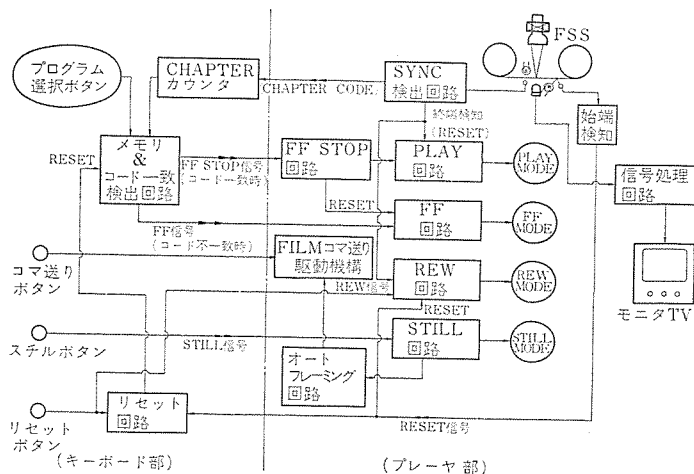 FSS
プログラム
選択ボタン
CHAPTER
カウンタ
CHAPTER CODE
SYNC
検出回路
始端
検知
終端検知
(RESET)
メモリ
&
コード一致
検出回路
RESET
FF STOP信号
(コード一致時)
FF STOP
回路
PLAY
回路
PLAY
MODE
信号処理
回路
RESET
FF
回路
FF
MODE
FF信号
(コード不一致時)
コマ送り
ボタン
FILMコマ送り
駆動機構
REW
回路
REW
MODE
REW信号
RESET
モニタTV
スチルボタン
STILL信号
STILL
回路
STILL
MODE
オート
フレーミング
回路
リセット
ボタン
リセット
回路
RESET信号
(キーボード部)
(プレーヤ部)